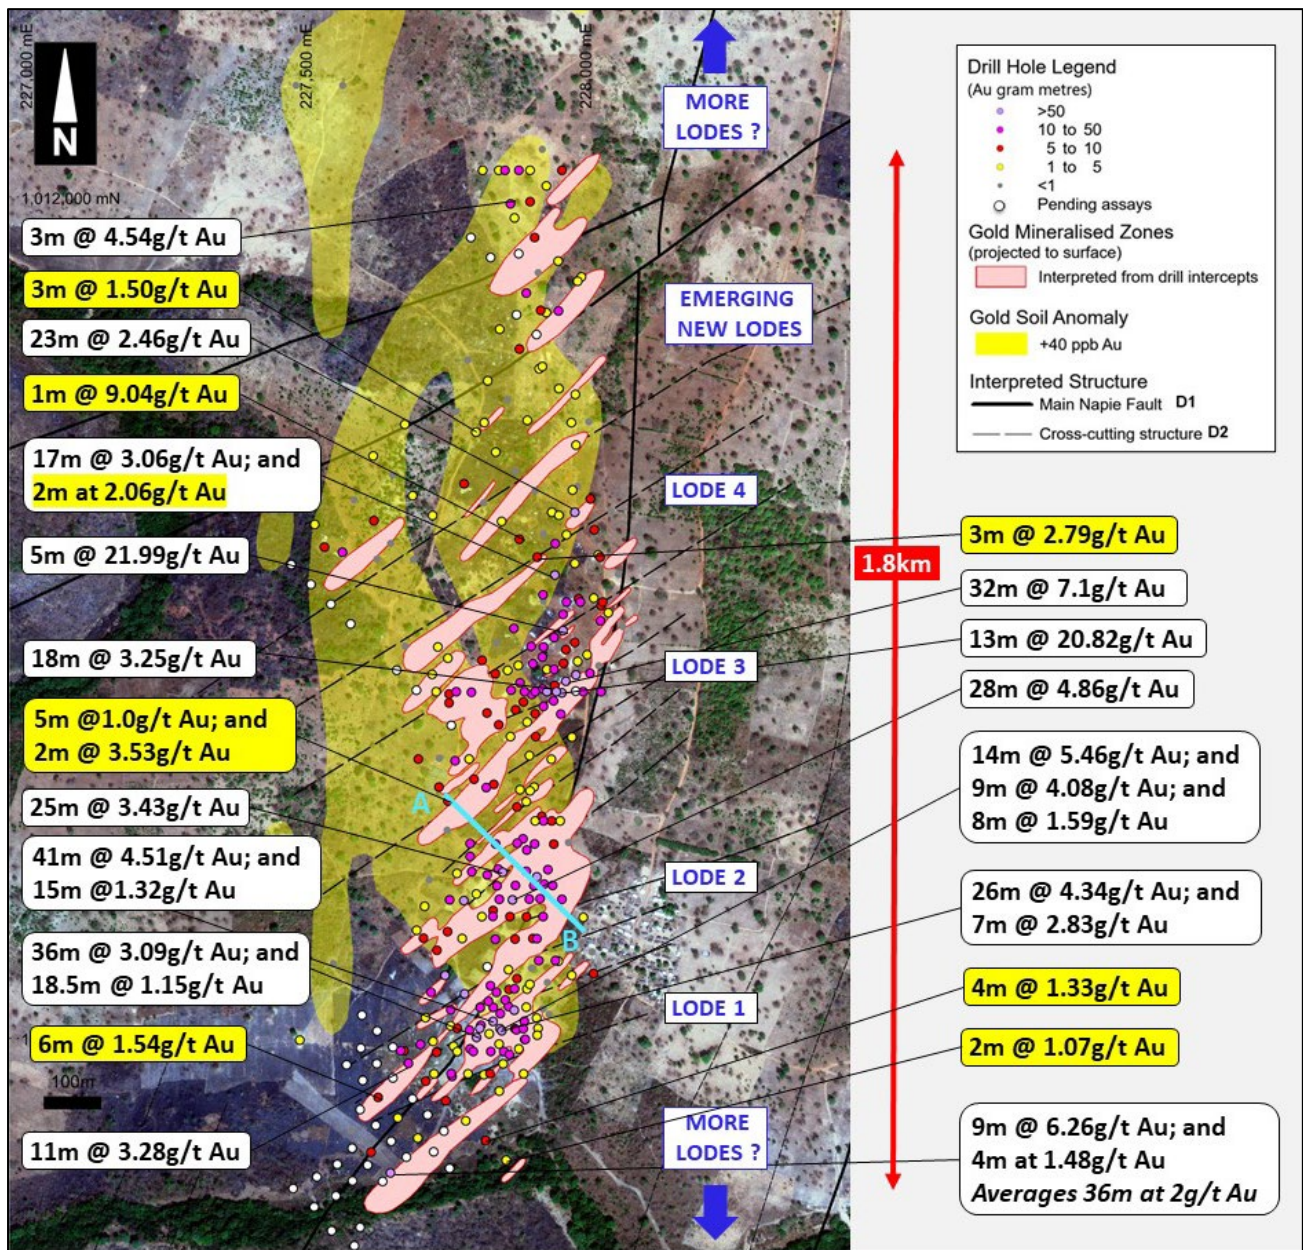 227,000 mE
227,500 mE
228,000 mE
N
1,012,000 mN
MORE
LODES ?
EMERGING
NEW LODES
LODE 4
LODE 3
LODE 2
LODE 1
MORE
LODES ?
3m @ 4.54g/t Au
3m @ 1.50g/t Au
23m @ 2.46g/t Au
1m @ 9.04g/t Au
17m @ 3.06g/t Au; and
2m at 2.06g/t Au
5m @ 21.99g/t Au
18m @ 3.25g/t Au
5m @1.0g/t Au; and
2m @ 3.53g/t Au
25m @ 3.43g/t Au
41m @ 4.51g/t Au; and
15m @1.32g/t Au
36m @ 3.09g/t Au; and
18.5m @ 1.15g/t Au
6m @ 1.54g/t Au
100m
11m @ 3.28g/t Au
A
B
1.8km
Drill Hole Legend
(Au gram metres)
>50
10 to 50
5 to 10
1 to 5
<1
Pending assays
Gold Mineralised Zones
(projected to surface)
Interpreted from drill intercepts
Gold Soil Anomaly
+40 ppb Au
Interpreted Structure
Main Napie Fault D1
Cross-cutting structure D2
3m @ 2.79g/t Au
32m @ 7.1g/t Au
13m @ 20.82g/t Au
28m @ 4.86g/t Au
14m @ 5.46g/t Au; and
9m @ 4.08g/t Au; and
8m @ 1.59g/t Au
26m @ 4.34g/t Au; and
7m @ 2.83g/t Au
4m @ 1.33g/t Au
2m @ 1.07g/t Au
9m @ 6.26g/t Au; and
4m at 1.48g/t Au
Averages 36m at 2g/t Au